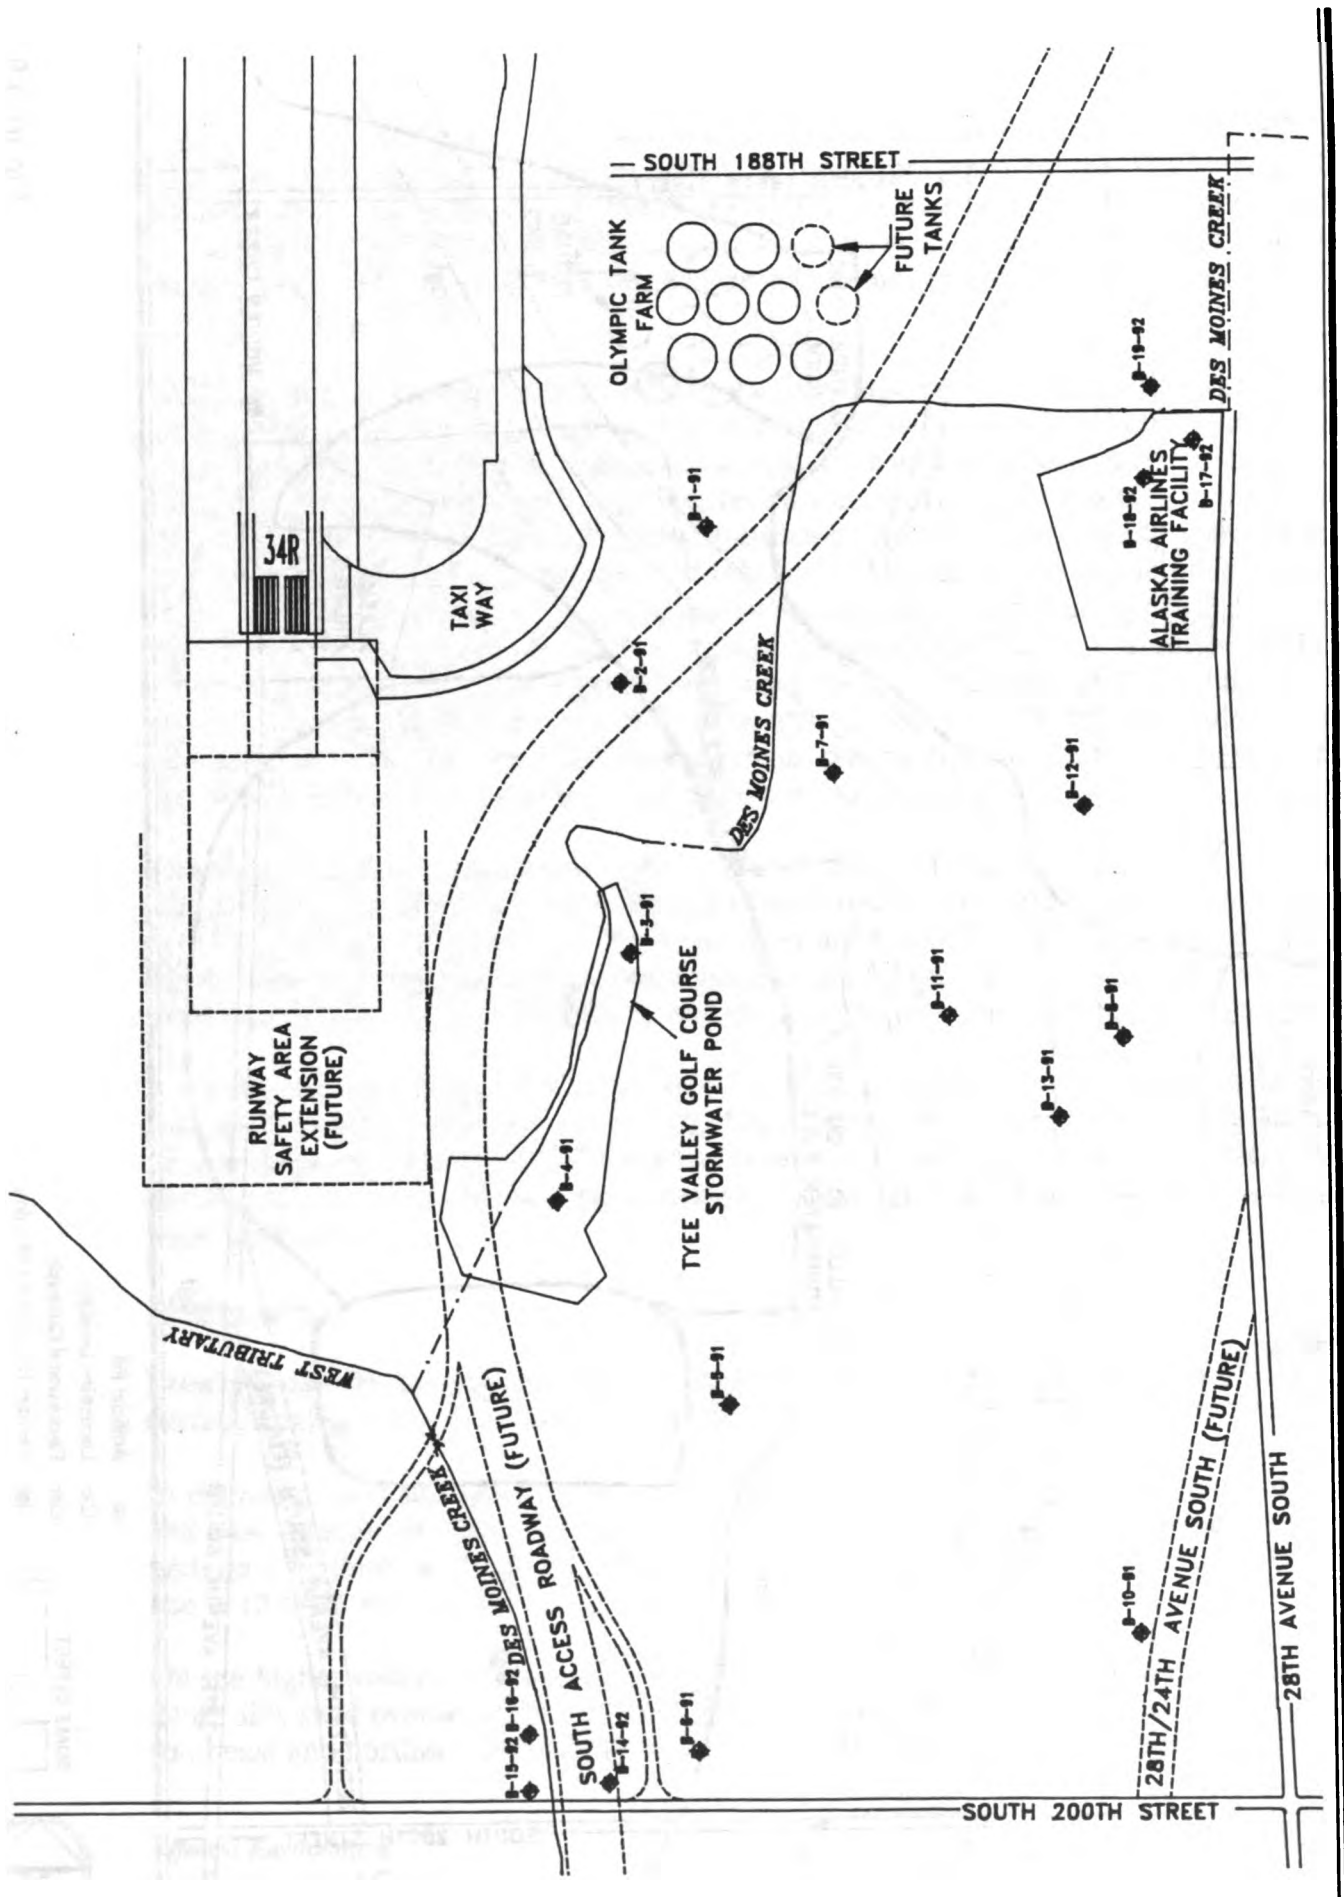 SOUTH 188TH STREET
OLYMPIC TANK
FARM
FUTURE
TANKS
DES MOINES CREEK
34R
TAXI
WAY
B-1-91
B-2-91
B-19-92
B-18-92
B-17-92
ALASKA AIRLINES
TRAINING FACILITY
DES MOINES CREEK
B-7-91
B-12-91
B-3-91
RUNWAY
SAFETY AREA
EXTENSION
(FUTURE)
TYEE VALLEY GOLF COURSE
STORMWATER POND
B-11-91
B-8-91
B-13-91
B-4-91
WEST TRIBUTARY
B-5-91
DES MOINES CREEK
SOUTH ACCESS ROADWAY (FUTURE)
B-15-92
B-16-92
B-14-92
B-6-91
B-10-91
28TH/24TH AVENUE SOUTH (FUTURE)
28TH AVENUE SOUTH
SOUTH 200TH STREET